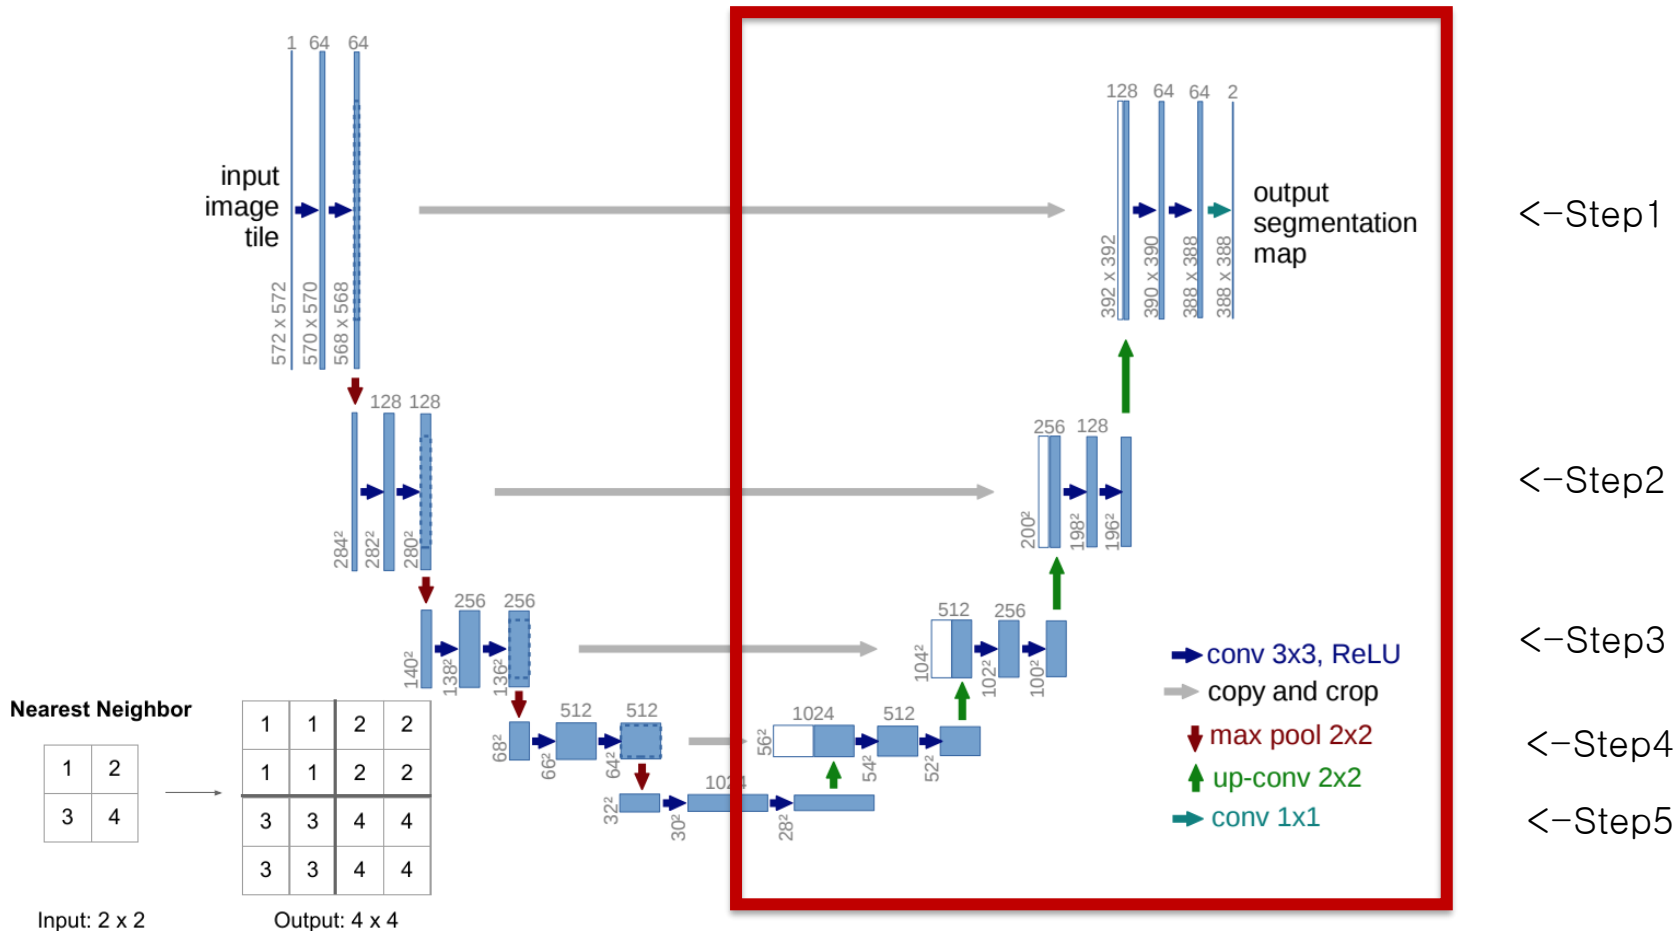 1 64 64
input
image
tile
572 x 572
570 x 570
568 x 568
128 64 64 2
392 x 392
390 x 390
388 x 388
388 x 388
output
segmentation
map
<-Step1
128 128
284²
282²
280²
256 128
200²
198²
196²
<-Step2
256 256
140²
138²
136²
512 256
104²
102²
100²
<-Step3
512 512
68²
66²
64²
1024 512
56²
54²
52²
<-Step4
1024
32²
30²
28²
<-Step5
conv 3x3, ReLU
copy and crop
max pool 2x2
up-conv 2x2
conv 1x1
Nearest Neighbor
1 2
3 4
Input: 2 x 2
1 1 2 2
1 1 2 2
3 3 4 4
3 3 4 4
Output: 4 x 4